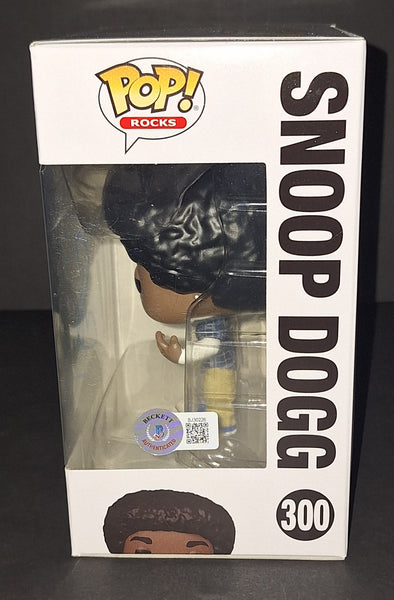 POP!
ROCKS
SNOOP DOGG
300
BECKETT
AUTHENTICATED